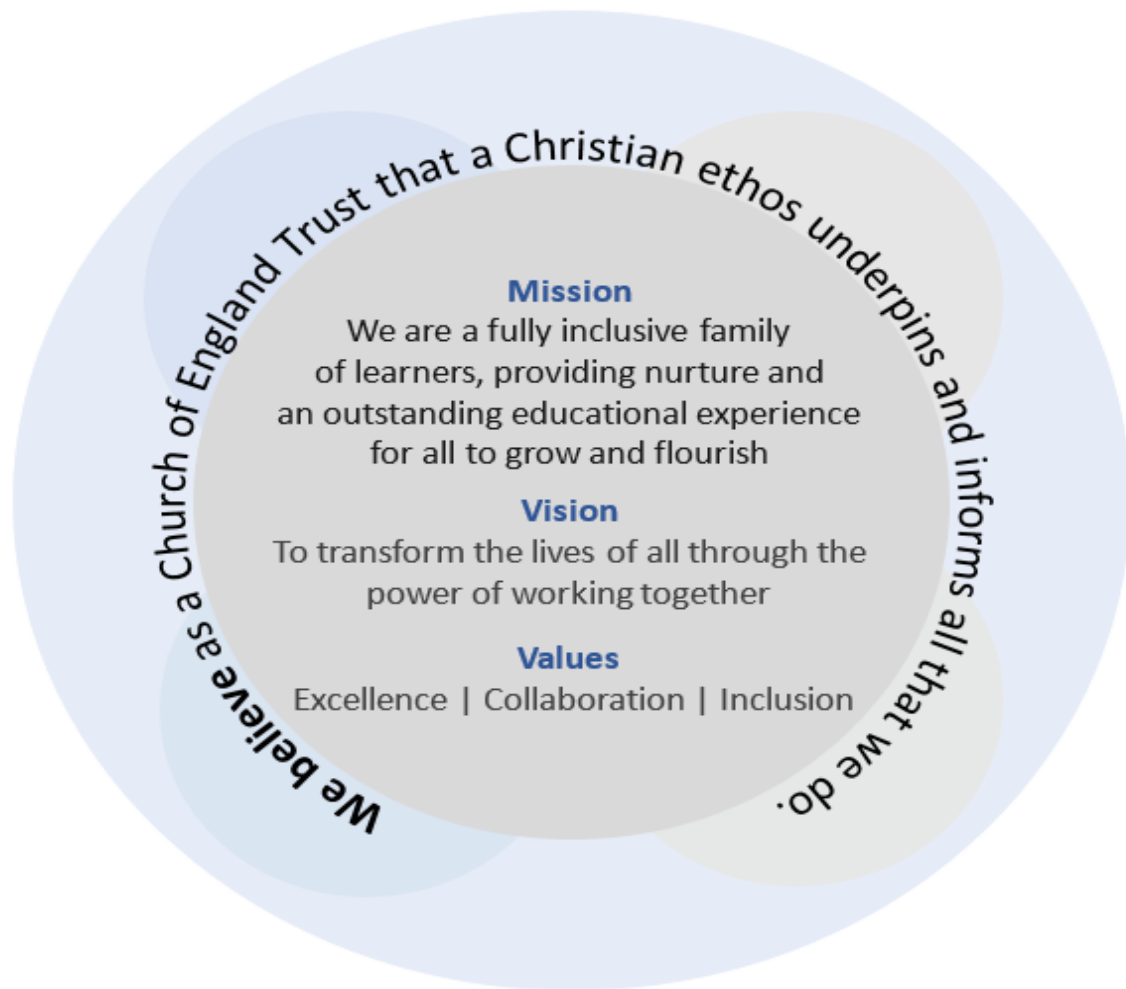 We believe as a Church of England Trust that a Christian ethos underpins and informs all that we do.
Mission
We are a fully inclusive family
of learners, providing nurture and
an outstanding educational experience
for all to grow and flourish
Vision
To transform the lives of all through the
power of working together
Values
Excellence | Collaboration | Inclusion